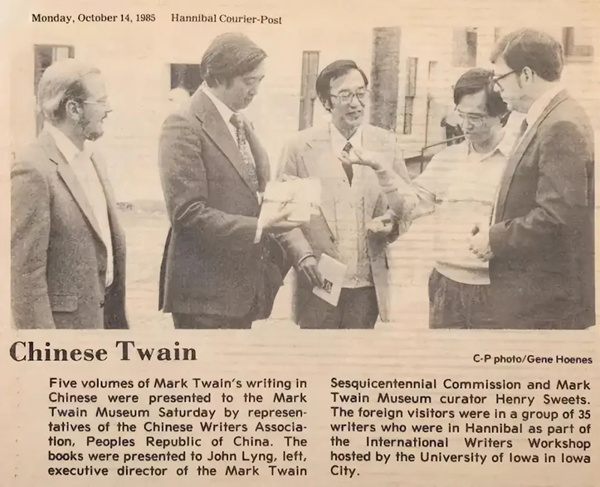 Monday, October 14, 1985 Hannibal Courier-Post
Chinese Twain
C-P photo/Gene Hoenes
Five volumes of Mark Twain's writing in
Chinese were presented to the Mark
Twain Museum Saturday by represen-
tatives of the Chinese Writers Associa-
tion, Peoples Republic of China. The
books were presented to John Lyng, left,
executive director of the Mark Twain
Sesquicentennial Commission and Mark
Twain Museum curator Henry Sweets.
The foreign visitors were in a group of 35
writers who were in Hannibal as part of
the International Writers Workshop
hosted by the University of Iowa in Iowa
City.